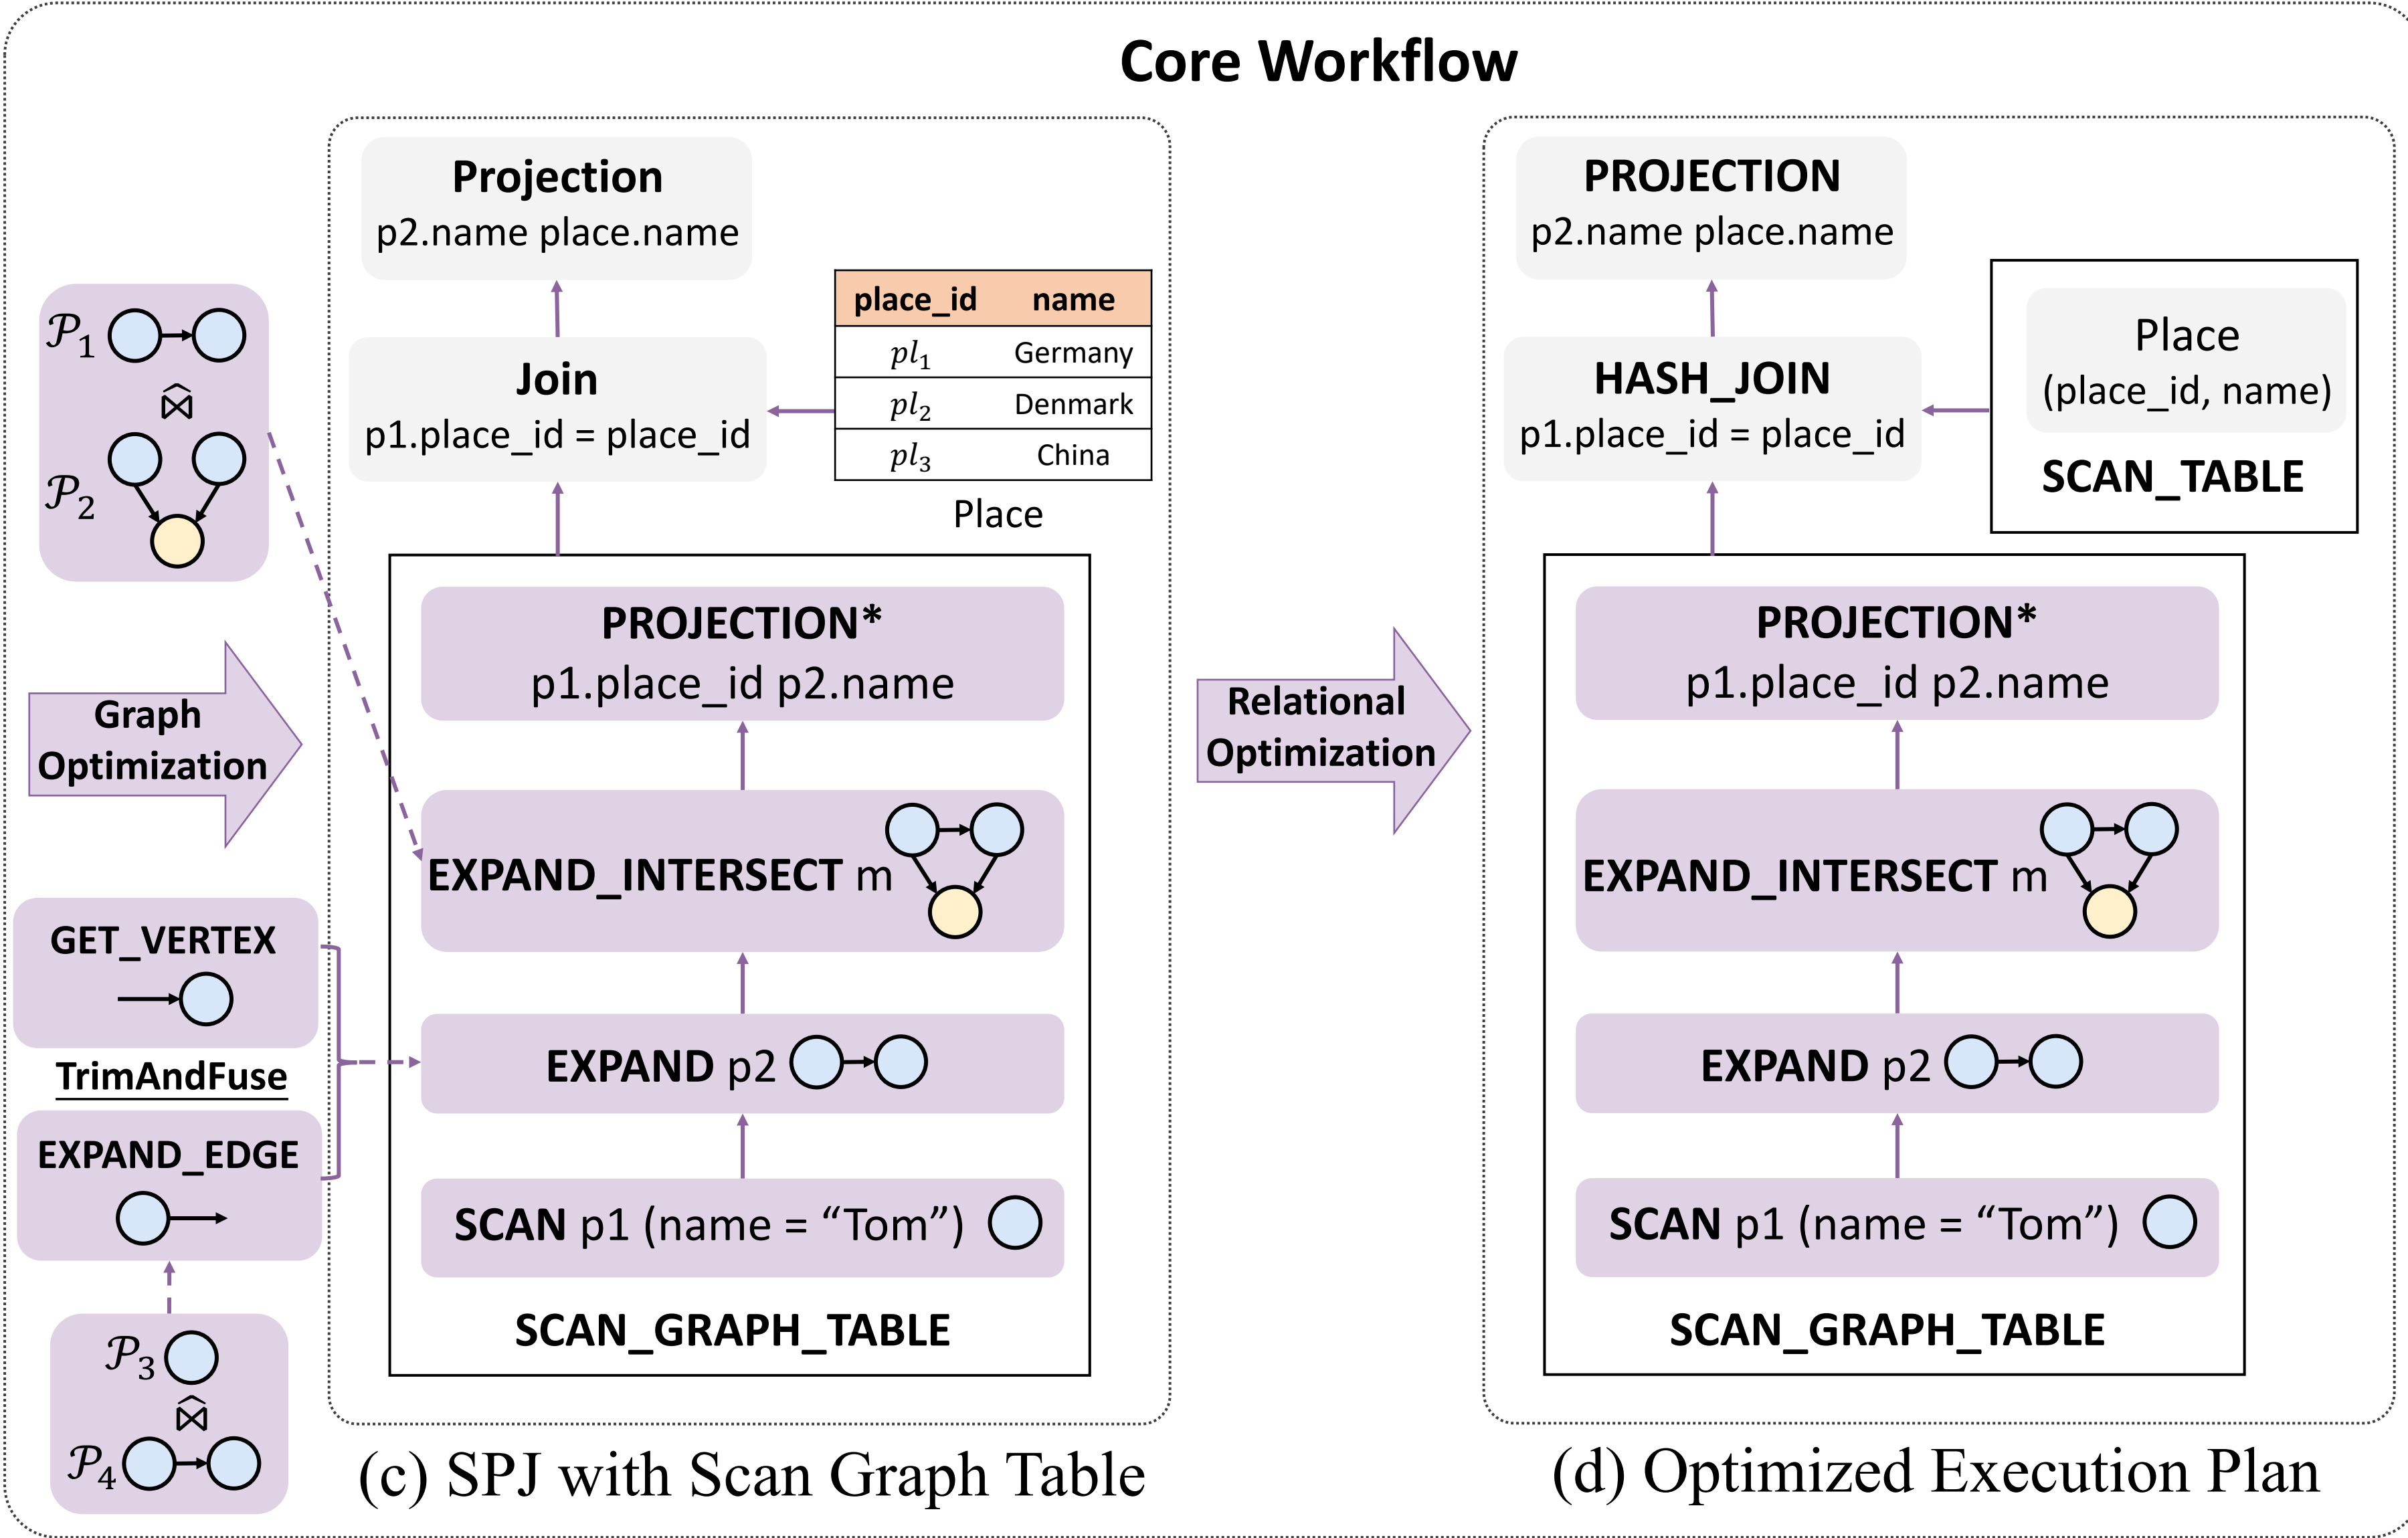 Core Workflow
𝒫1
⋈̂
𝒫2
Graph
Optimization
GET_VERTEX
TrimAndFuse
EXPAND_EDGE
𝒫3
⋈̂
𝒫4
Projection
p2.name place.name
Join
p1.place_id = place_id
place_id name
pl1 Germany
pl2 Denmark
pl3 China
Place
PROJECTION*
p1.place_id p2.name
EXPAND_INTERSECT m
EXPAND p2
SCAN p1 (name = “Tom”)
SCAN_GRAPH_TABLE
(c) SPJ with Scan Graph Table
Relational
Optimization
PROJECTION
p2.name place.name
HASH_JOIN
p1.place_id = place_id
Place
(place_id, name)
SCAN_TABLE
PROJECTION*
p1.place_id p2.name
EXPAND_INTERSECT m
EXPAND p2
SCAN p1 (name = “Tom”)
SCAN_GRAPH_TABLE
(d) Optimized Execution Plan